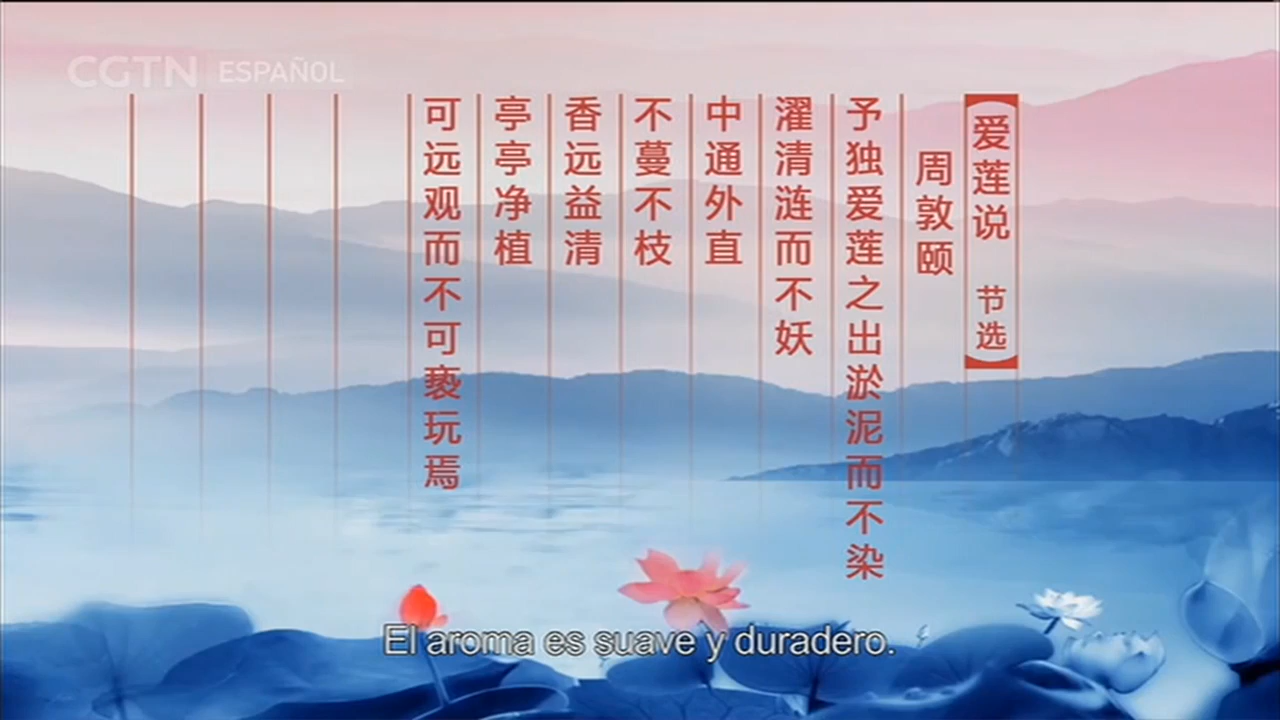 CGTN ESPAÑOL
爱莲说 节选
周敦颐
予独爱莲之出淤泥而不染
濯清涟而不妖
中通外直
不蔓不枝
香远益清
亭亭净植
可远观而不可亵玩焉
El aroma es suave y duradero.